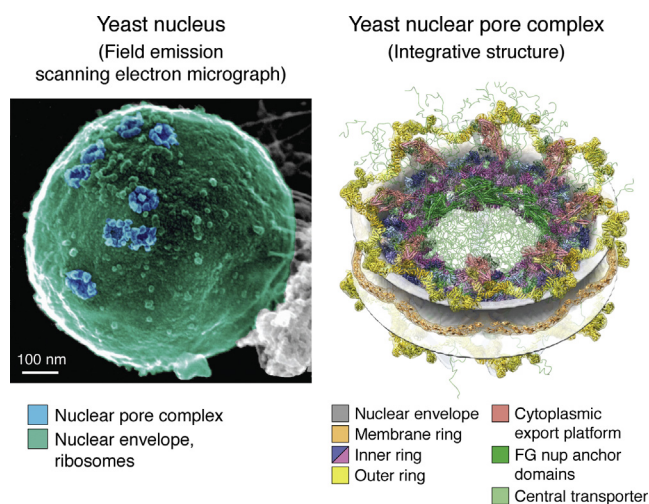 Yeast nucleus
(Field emission
scanning electron micrograph)
Yeast nuclear pore complex
(Integrative structure)
100 nm
Nuclear pore complex
Nuclear envelope,
ribosomes
Nuclear envelope
Membrane ring
Inner ring
Outer ring
Cytoplasmic
export platform
FG nup anchor
domains
Central transporter